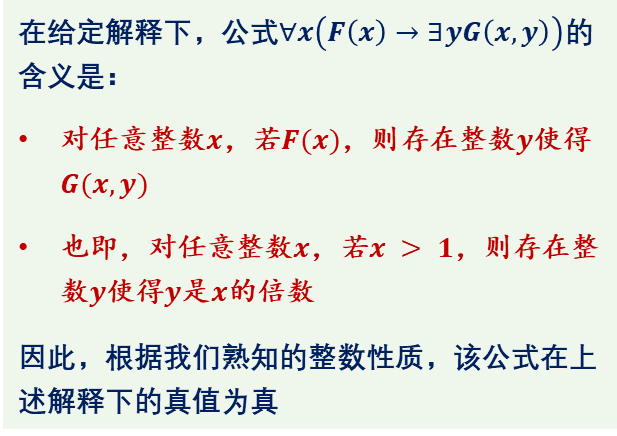 在给定解释下，公式∀x(F(x) → ∃yG(x,y))的
含义是：
• 对任意整数x，若F(x)，则存在整数y使得
G(x,y)
• 也即，对任意整数x，若x > 1，则存在整
数y使得y是x的倍数
因此，根据我们熟知的整数性质，该公式在上
述解释下的真值为真